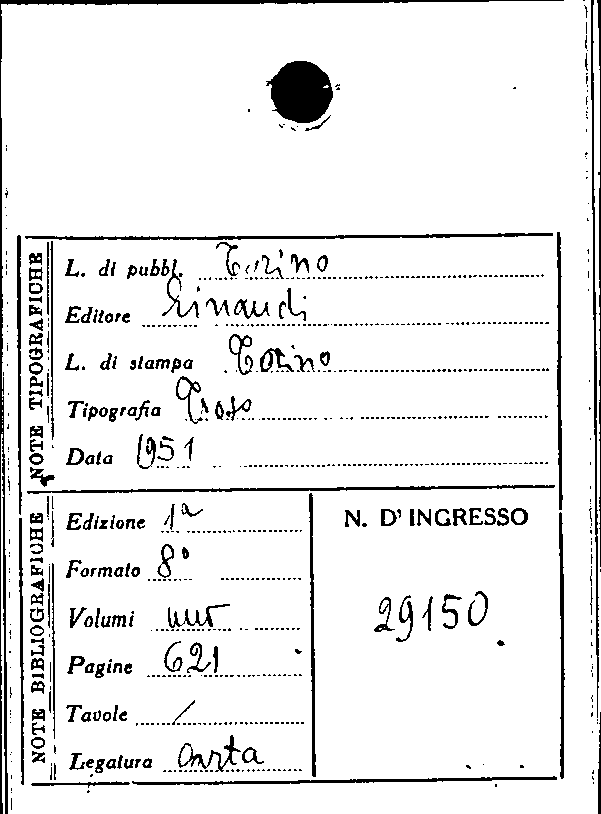 NOTE TIPOGRAFICHE
L. di pubbl. Torino
Editore Einaudi
L. di stampa Torino
Tipografia
Data 1951
NOTE BIBLIOGRAFICHE
Edizione 1ª
Formato 8°
Volumi uno
Pagine 621
Tavole /
Legatura carta
N. D'INGRESSO
29150